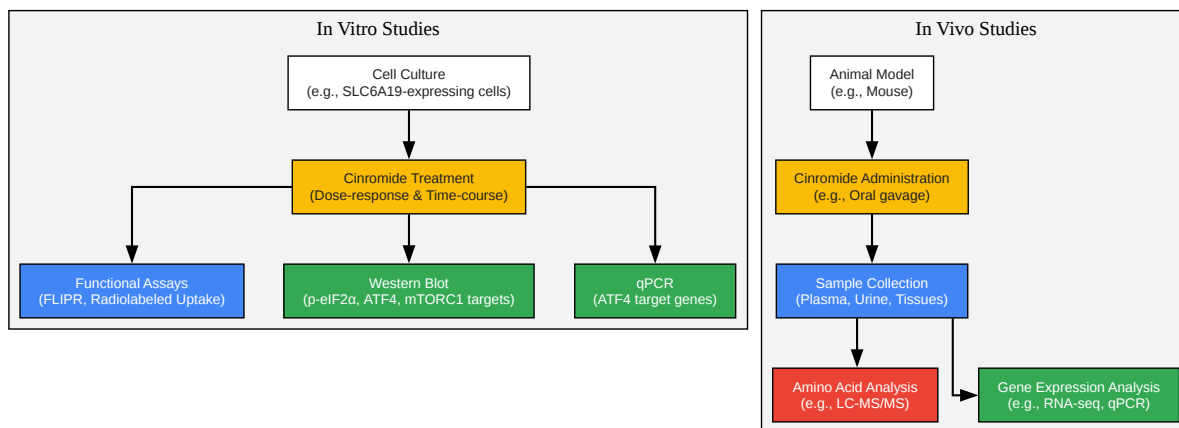 In Vitro Studies
Cell Culture
(e.g., SLC6A19-expressing cells)
Cinromide Treatment
(Dose-response & Time-course)
Functional Assays
(FLIPR, Radiolabeled Uptake)
Western Blot
(p-eIF2α, ATF4, mTORC1 targets)
qPCR
(ATF4 target genes)
In Vivo Studies
Animal Model
(e.g., Mouse)
Cinromide Administration
(e.g., Oral gavage)
Sample Collection
(Plasma, Urine, Tissues)
Amino Acid Analysis
(e.g., LC-MS/MS)
Gene Expression Analysis
(e.g., RNA-seq, qPCR)